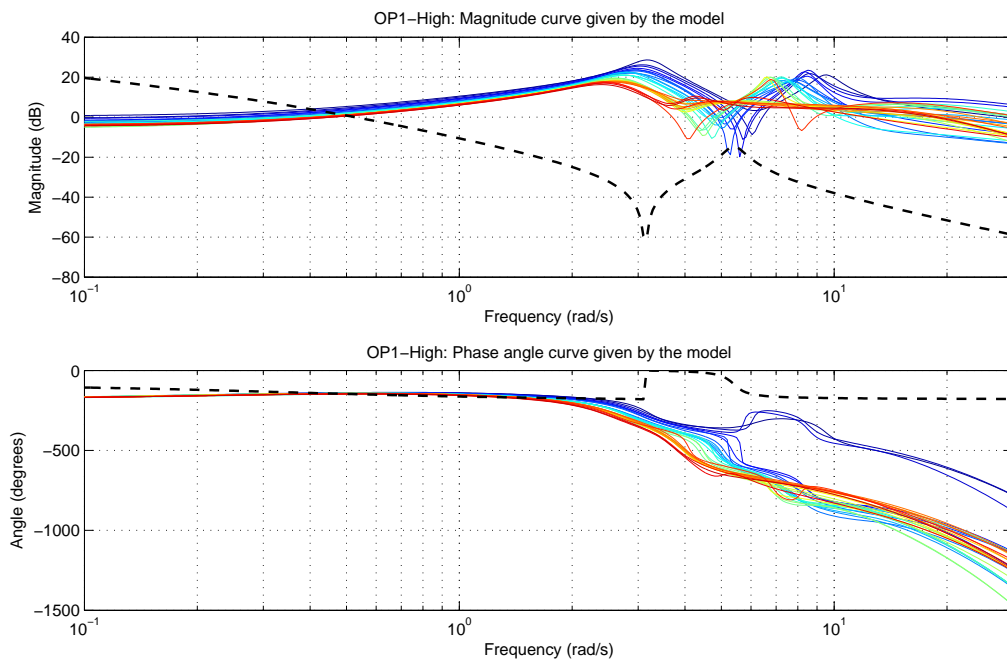 OP1−High: Magnitude curve given by the model
Magnitude (dB)
40
20
0
−20
−40
−60
−80
10−1
100
101
Frequency (rad/s)
OP1−High: Phase angle curve given by the model
Angle (degrees)
0
−500
−1000
−1500
10−1
100
101
Frequency (rad/s)